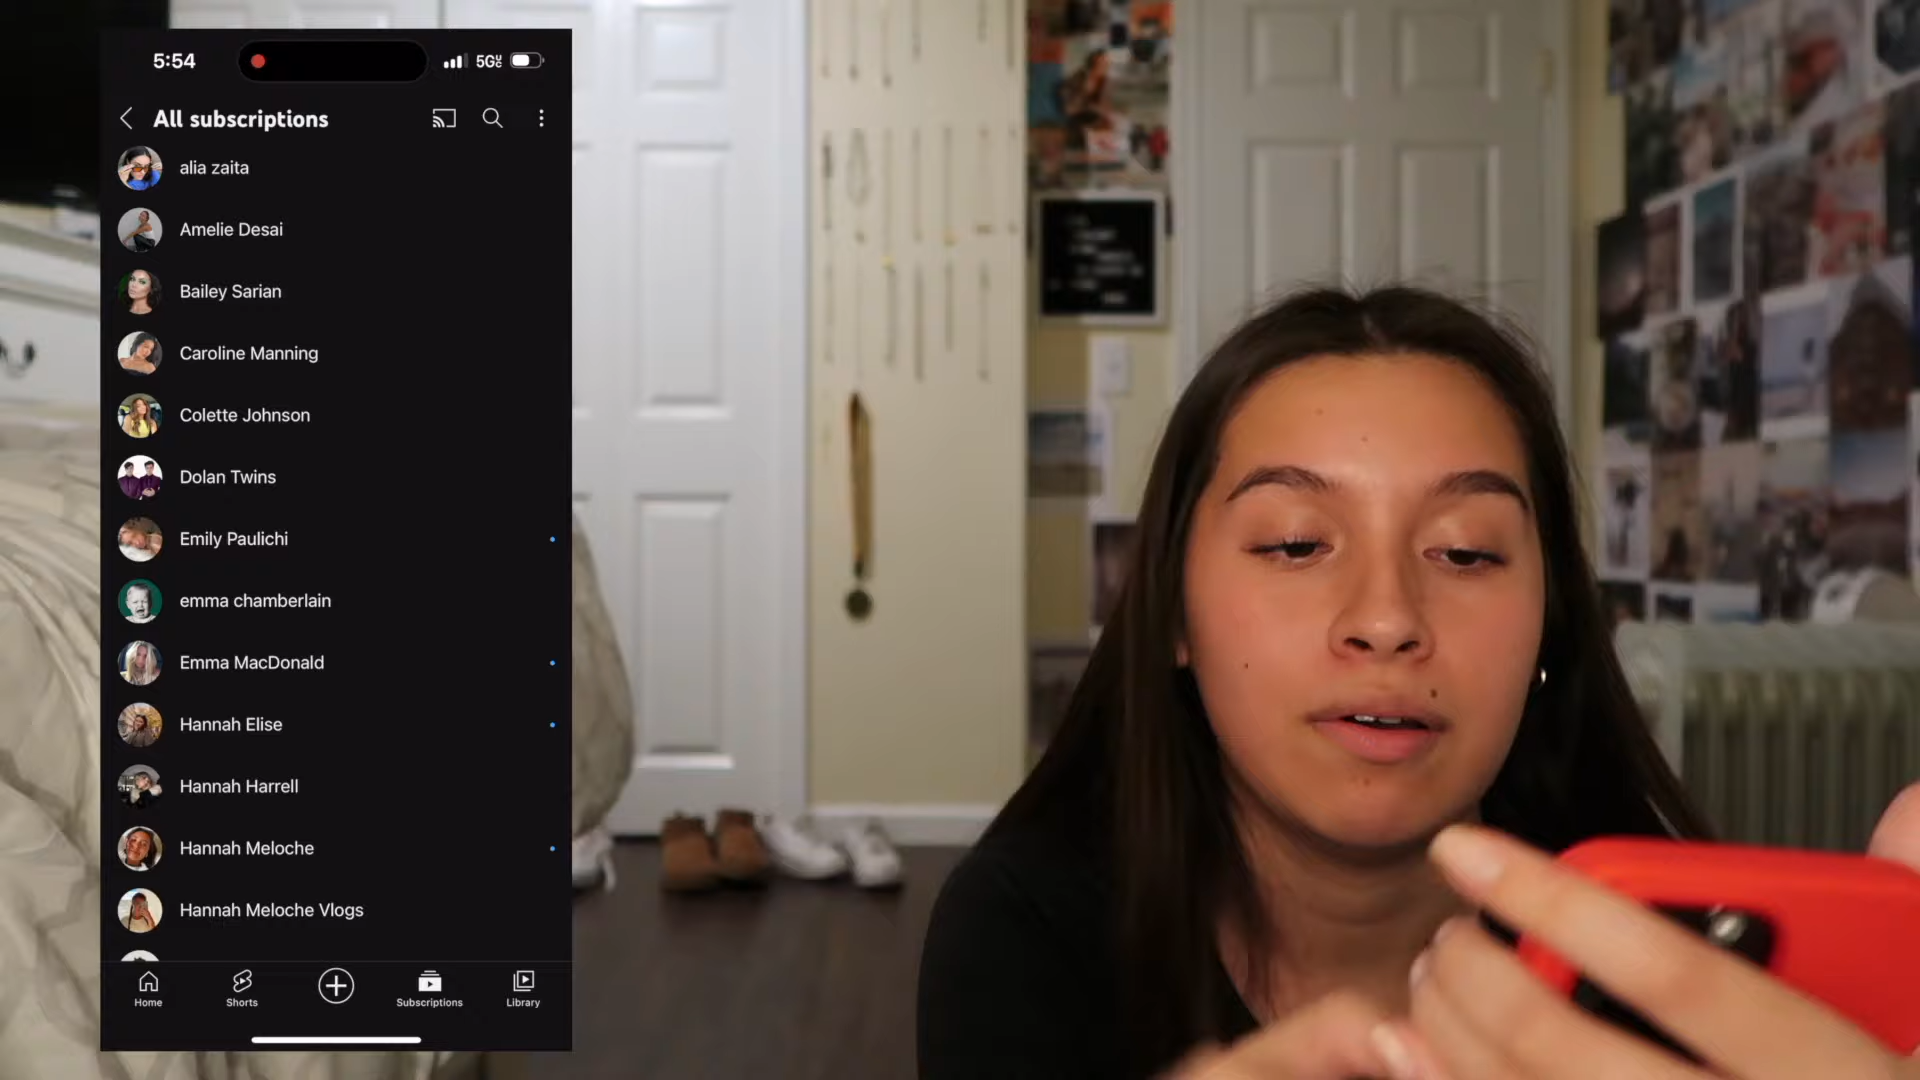 5:54
5G
All subscriptions
alia zaita
Amelie Desai
Bailey Sarian
Caroline Manning
Colette Johnson
Dolan Twins
Emily Paulichi
emma chamberlain
Emma MacDonald
Hannah Elise
Hannah Harrell
Hannah Meloche
Hannah Meloche Vlogs
Home
Shorts
Subscriptions
Library